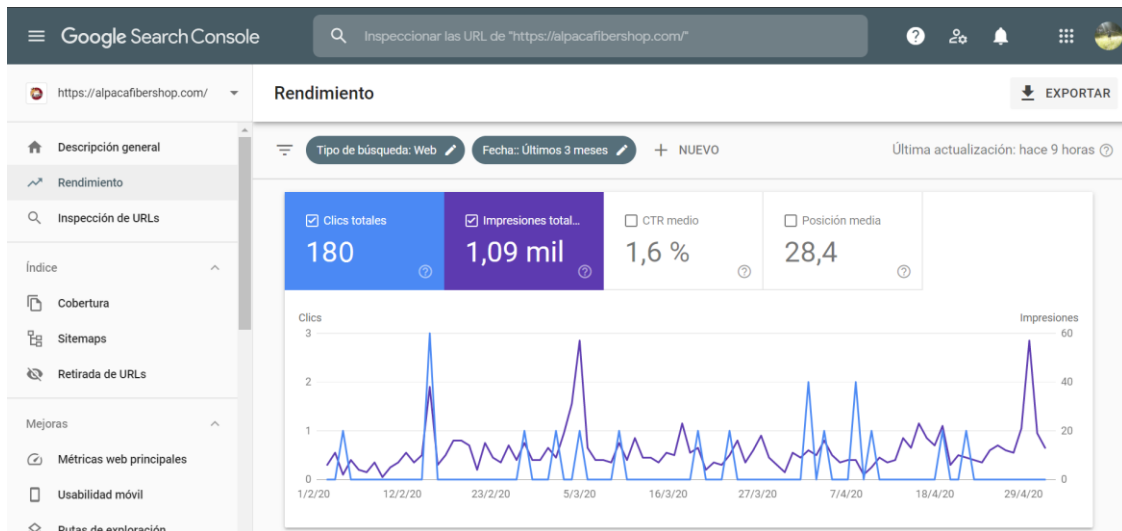 Google Search Console
Inspeccionar las URL de "https://alpacafibershop.com/"
https://alpacafibershop.com/
Rendimiento
EXPORTAR
Descripción general
Rendimiento
Inspección de URLs
Índice
Cobertura
Sitemaps
Retirada de URLs
Mejoras
Métricas web principales
Usabilidad móvil
Rutas de exploración
Tipo de búsqueda: Web
Fecha:: Últimos 3 meses
NUEVO
Última actualización: hace 9 horas
Clics totales
180
Impresiones total...
1,09 mil
CTR medio
1,6 %
Posición media
28,4
Clics
Impresiones
3
2
1
0
60
40
20
0
1/2/20
12/2/20
23/2/20
5/3/20
16/3/20
27/3/20
7/4/20
18/4/20
29/4/20